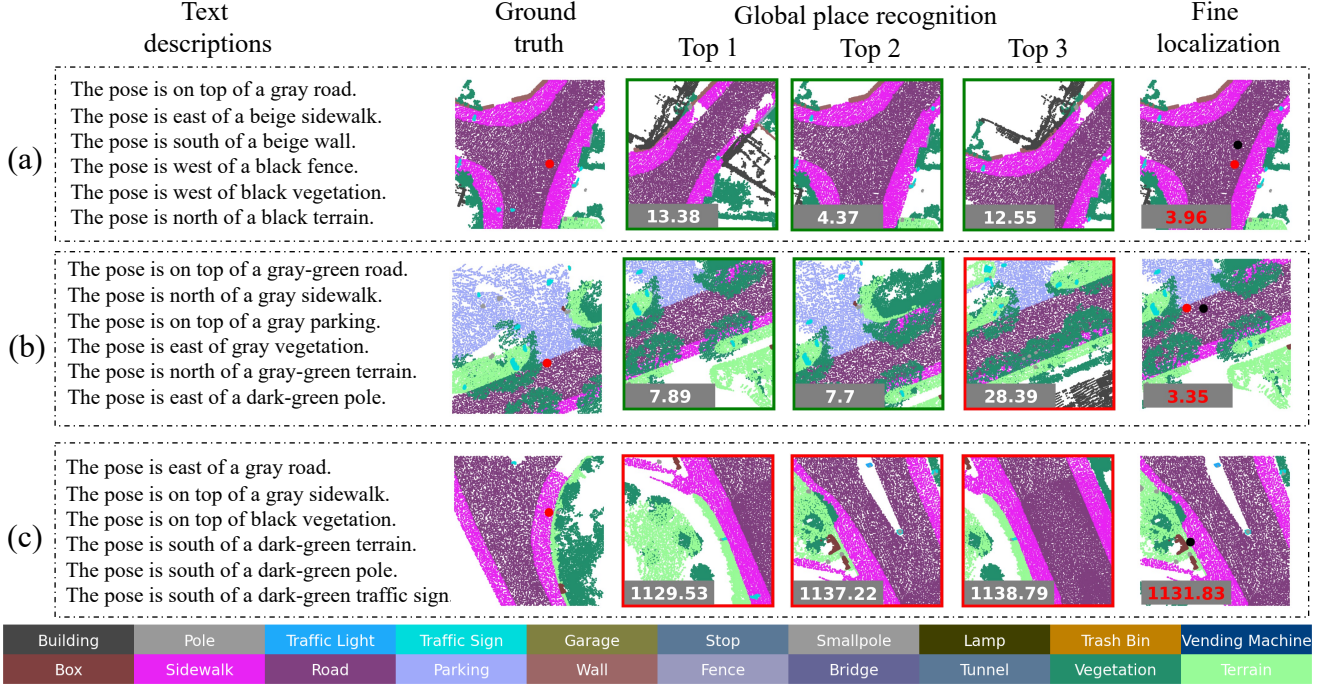 Text descriptions
Ground truth
Global place recognition
Top 1
Top 2
Top 3
Fine localization
(a)
The pose is on top of a gray road.
The pose is east of a beige sidewalk.
The pose is south of a beige wall.
The pose is west of a black fence.
The pose is west of black vegetation.
The pose is north of a black terrain.
13.38
4.37
12.55
3.96
(b)
The pose is on top of a gray-green road.
The pose is north of a gray sidewalk.
The pose is on top of a gray parking.
The pose is east of gray vegetation.
The pose is north of a gray-green terrain.
The pose is east of a dark-green pole.
7.89
7.7
28.39
3.35
(c)
The pose is east of a gray road.
The pose is on top of a gray sidewalk.
The pose is on top of black vegetation.
The pose is south of a dark-green terrain.
The pose is south of a dark-green pole.
The pose is south of a dark-green traffic sign.
1129.53
1137.22
1138.79
1131.83
Building Pole Traffic Light Traffic Sign Garage Stop Smallpole Lamp Trash Bin Vending Machine
Box Sidewalk Road Parking Wall Fence Bridge Tunnel Vegetation Terrain